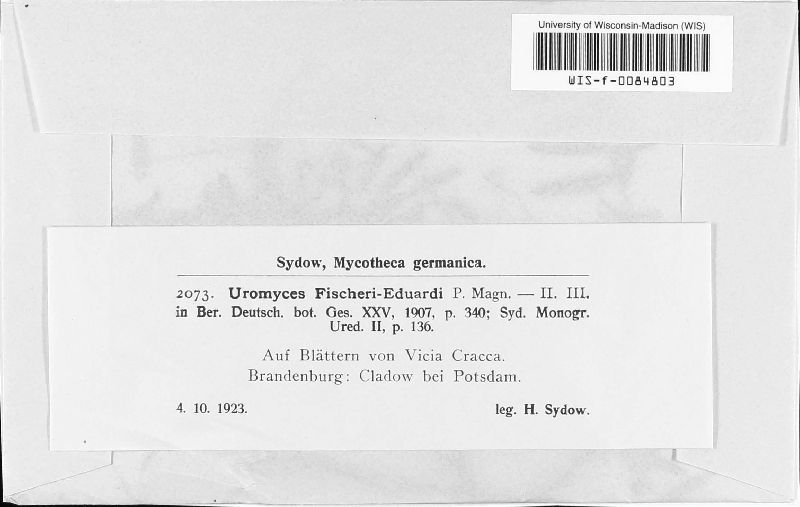 University of Wisconsin-Madison (WIS)
WIS-f-0084803
Sydow, Mycotheca germanica.
2073. Uromyces Fischeri-Eduardi P. Magn. — II. III.
in Ber. Deutsch. bot. Ges. XXV, 1907, p. 340; Syd. Monogr.
Ured. II, p. 136.
Auf Blättern von Vicia Cracca.
Brandenburg: Cladow bei Potsdam.
4. 10. 1923. leg. H. Sydow.